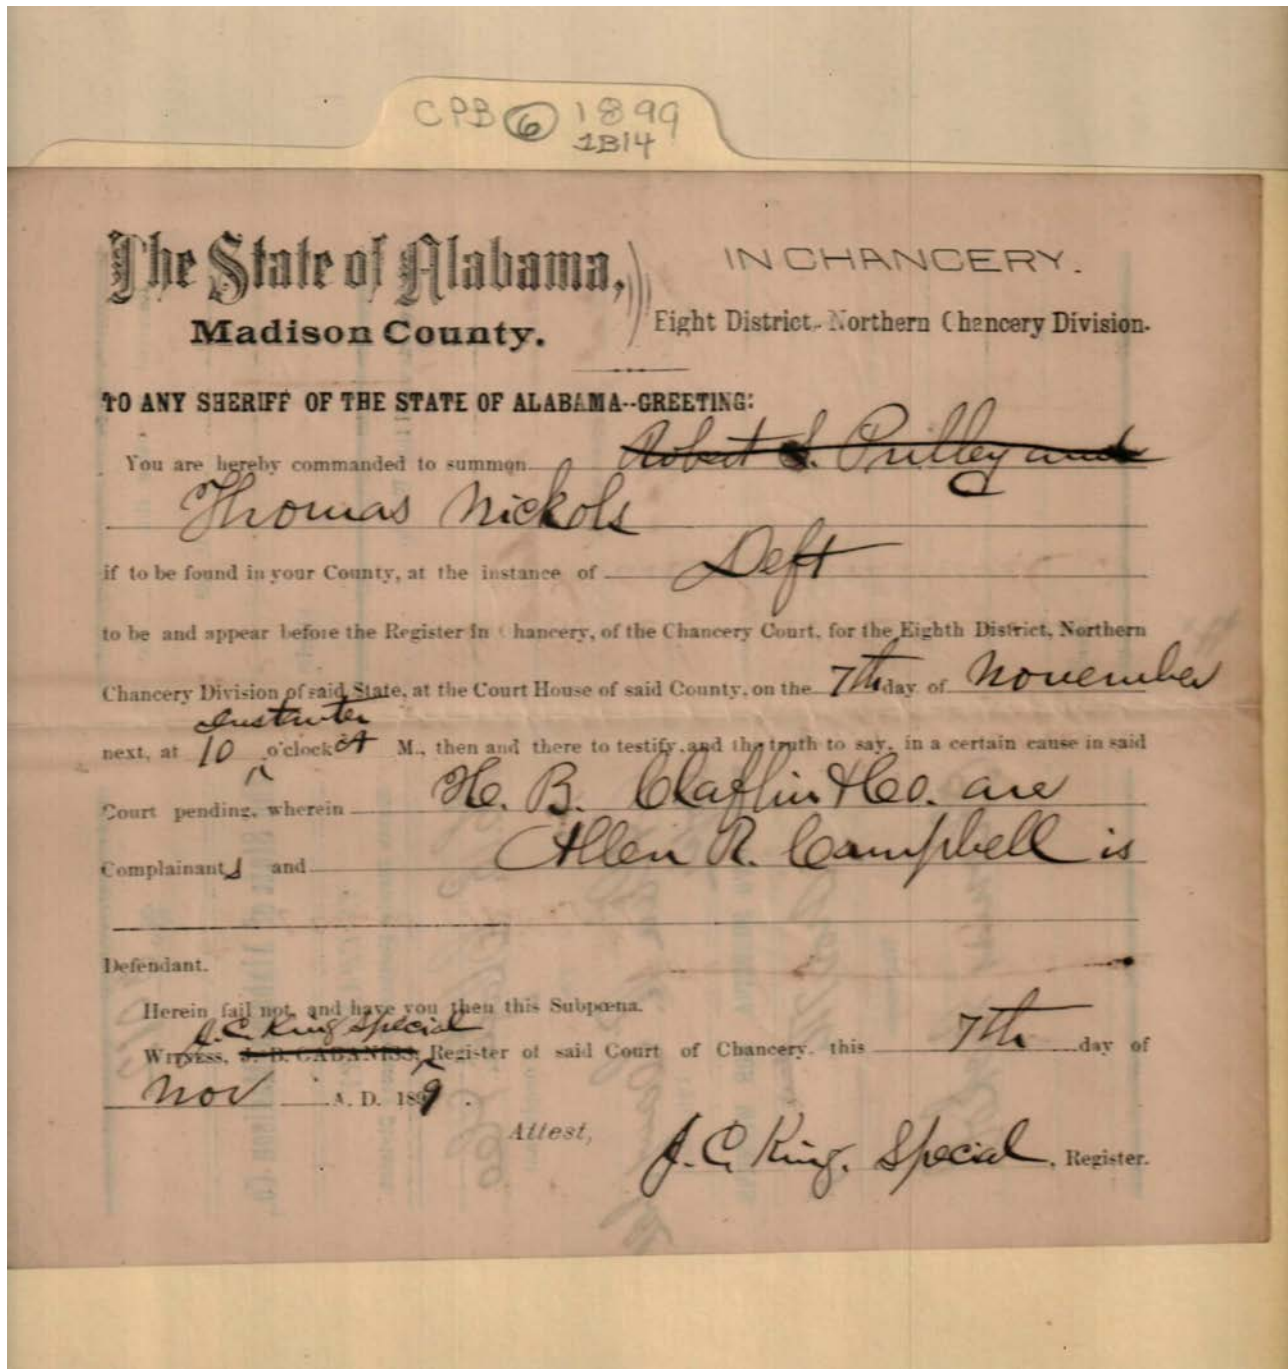 CPB 6 1899
1B14
The State of Alabama,
Madison County.
IN CHANCERY.
Eight District, Northern Chancery Division.
TO ANY SHERIFF OF THE STATE OF ALABAMA--GREETING:
You are hereby commanded to summon Robert S. and
Thomas Nickols
if to be found in your County, at the instance of Deft
to be and appear before the Register in Chancery, of the Chancery Court, for the Eighth District, Northern
Chancery Division of said State, at the Court House of said County, on the 7th day of November
Instanter
next, at 10 o'clock A M., then and there to testify, and the truth to say, in a certain cause in said
Court pending, wherein H. B. Claflin & Co. are
Complainants and Allen R. Campbell is
Defendant.
Herein fail not, and have you then this Subpœna.
J. C. King Special
Witness, J. D. CABANISS, Register of said Court of Chancery, this 7th day of
Nov A. D. 1899.
Attest,
J. C. King, Special, Register.